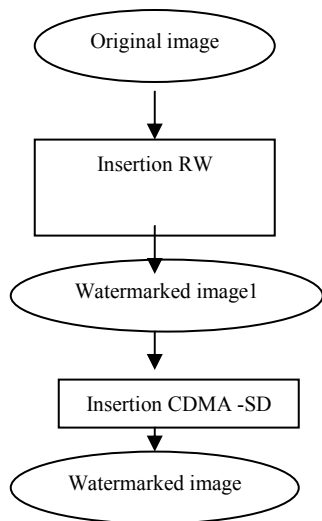 Original image
Insertion RW
Watermarked image1
Insertion CDMA -SD
Watermarked image